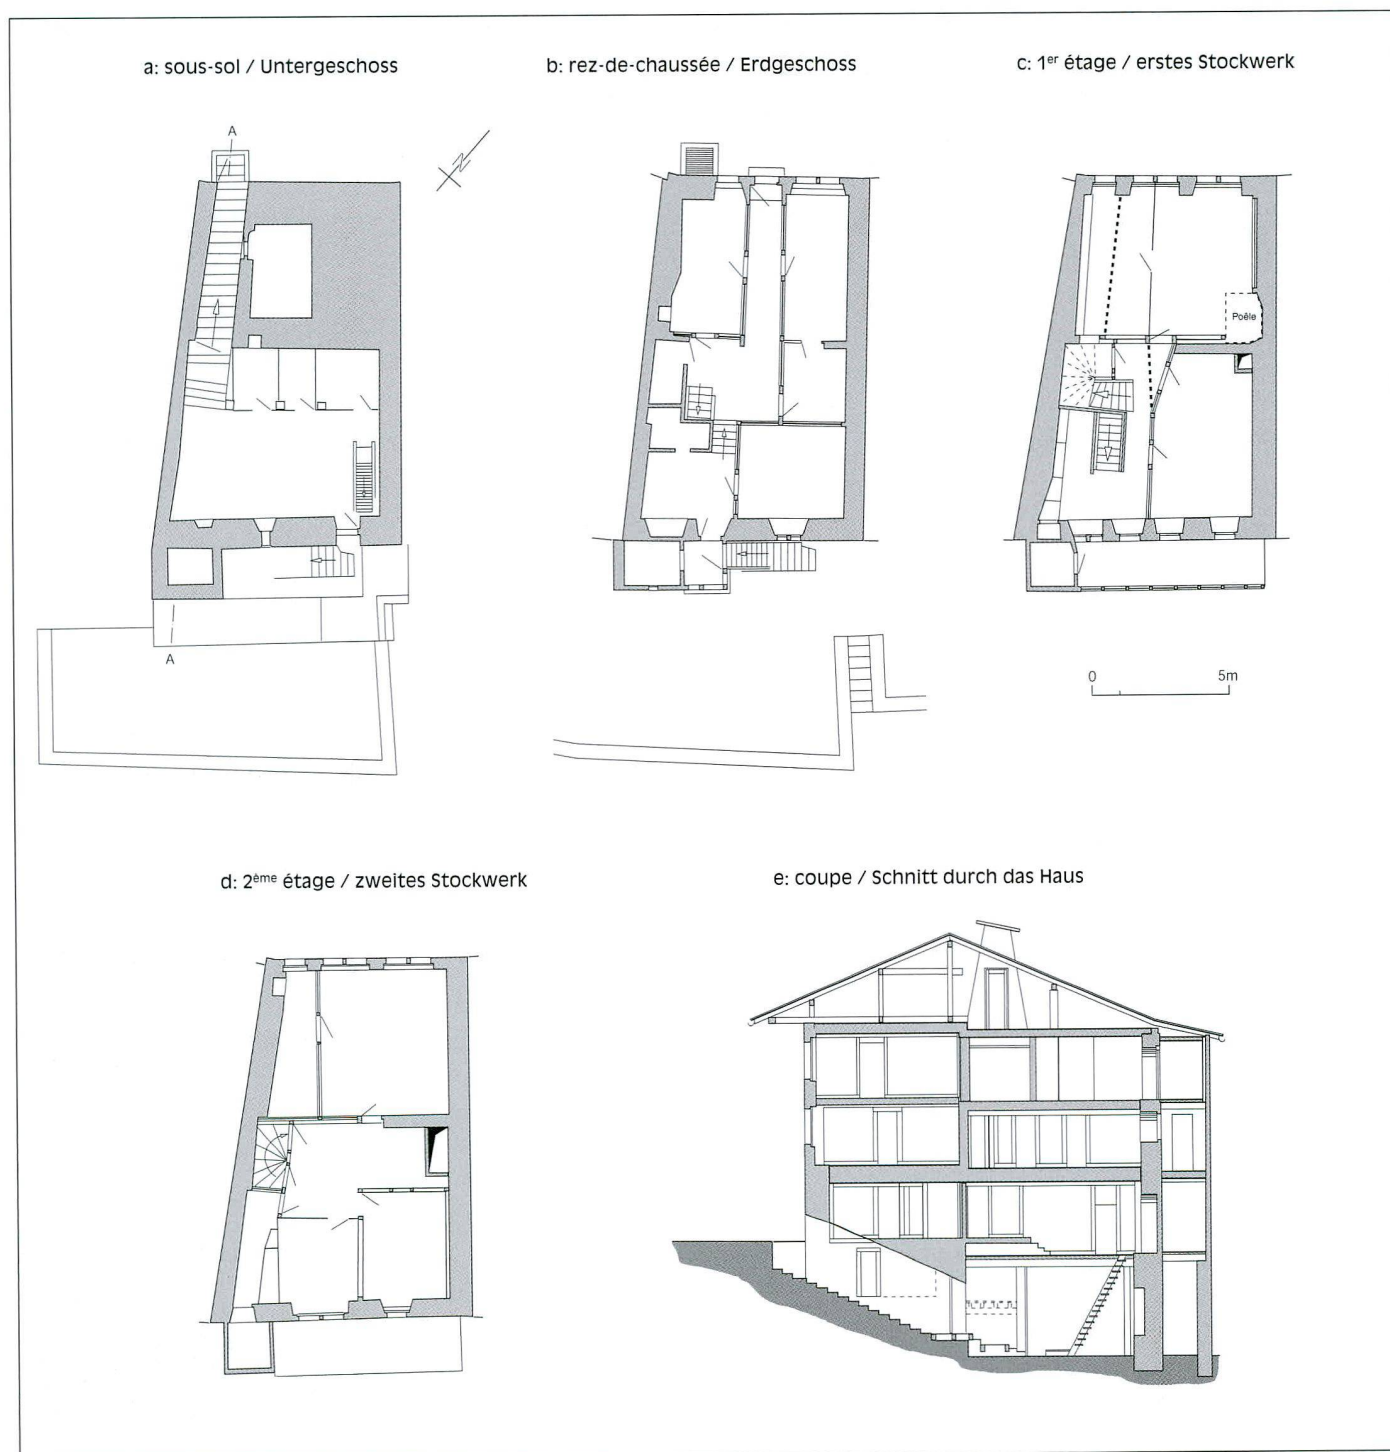 a: sous-sol / Untergeschoss
b: rez-de-chaussée / Erdgeschoss
c: 1er étage / erstes Stockwerk
A
N
Poêle
A
0 5m
d: 2ème étage / zweites Stockwerk
e: coupe / Schnitt durch das Haus